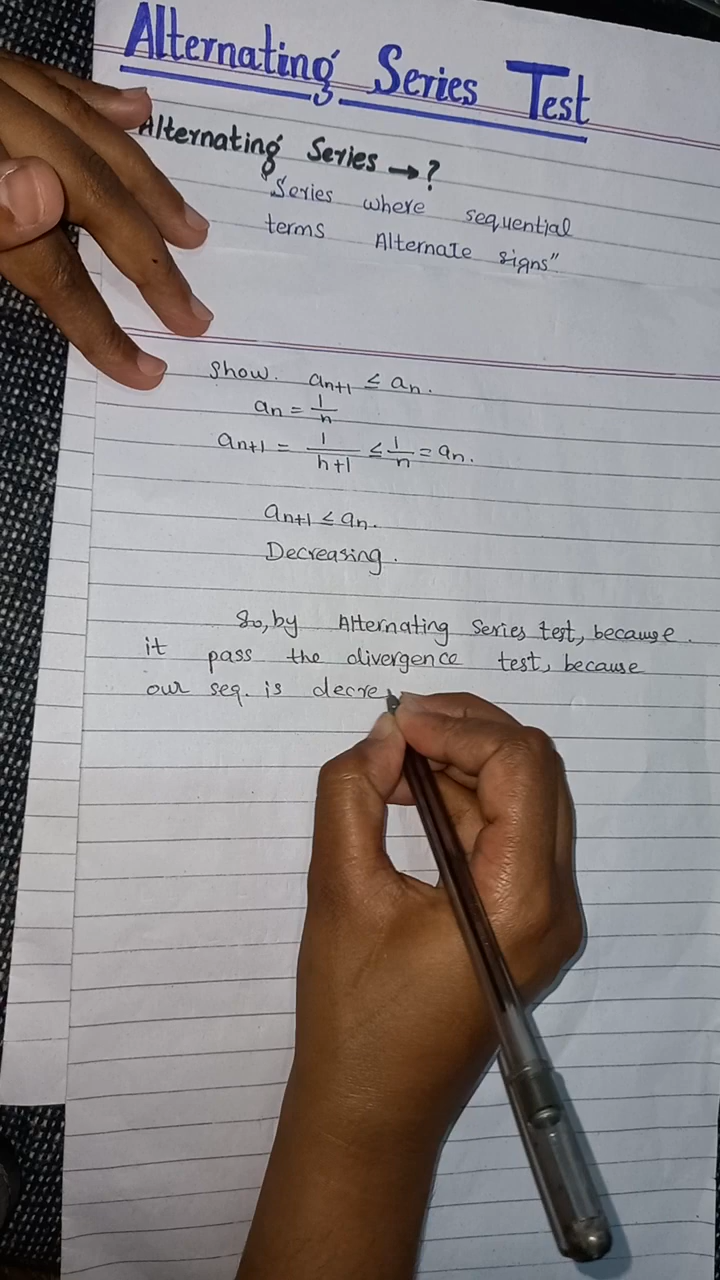 Alternating Series Test
Alternating Series → ?
"Series where sequential
terms Alternate signs"
Show. aₙ₊₁ ≤ aₙ.
aₙ = 1/n
aₙ₊₁ = 1/(n+1) ≤ 1/n = aₙ.
aₙ₊₁ ≤ aₙ.
Decreasing.
So, by Alternating Series test, because.
it pass the divergence test, because
our seq. is decre